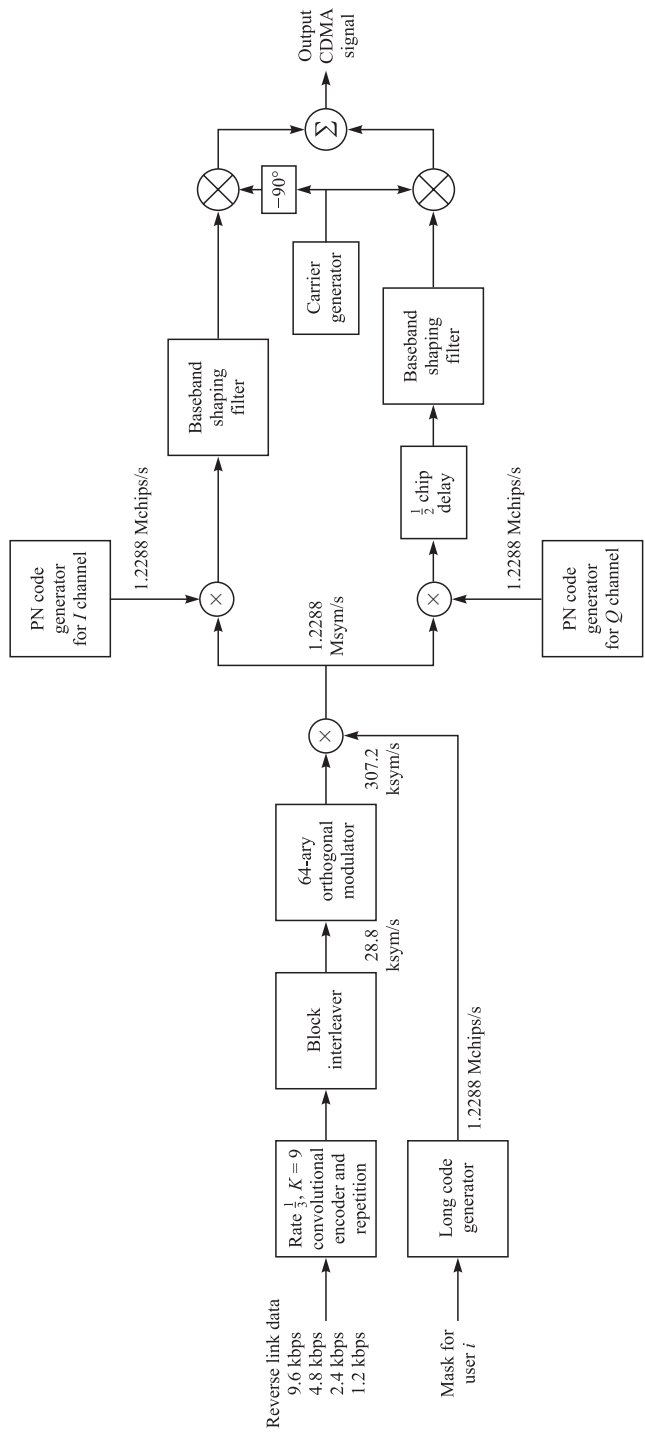 Reverse link data
9.6 kbps
4.8 kbps
2.4 kbps
1.2 kbps
Rate 1/3, K = 9
convolutional
encoder and
repetition
Block
interleaver
28.8
ksym/s
64-ary
orthogonal
modulator
307.2
ksym/s
×
Mask for
user i
Long code
generator
1.2288 Mchips/s
1.2288
Msym/s
PN code
generator
for I channel
1.2288 Mchips/s
×
Baseband
shaping
filter
PN code
generator
for Q channel
1.2288 Mchips/s
×
1/2 chip
delay
Baseband
shaping
filter
Carrier
generator
−90°
Σ
Output
CDMA
signal